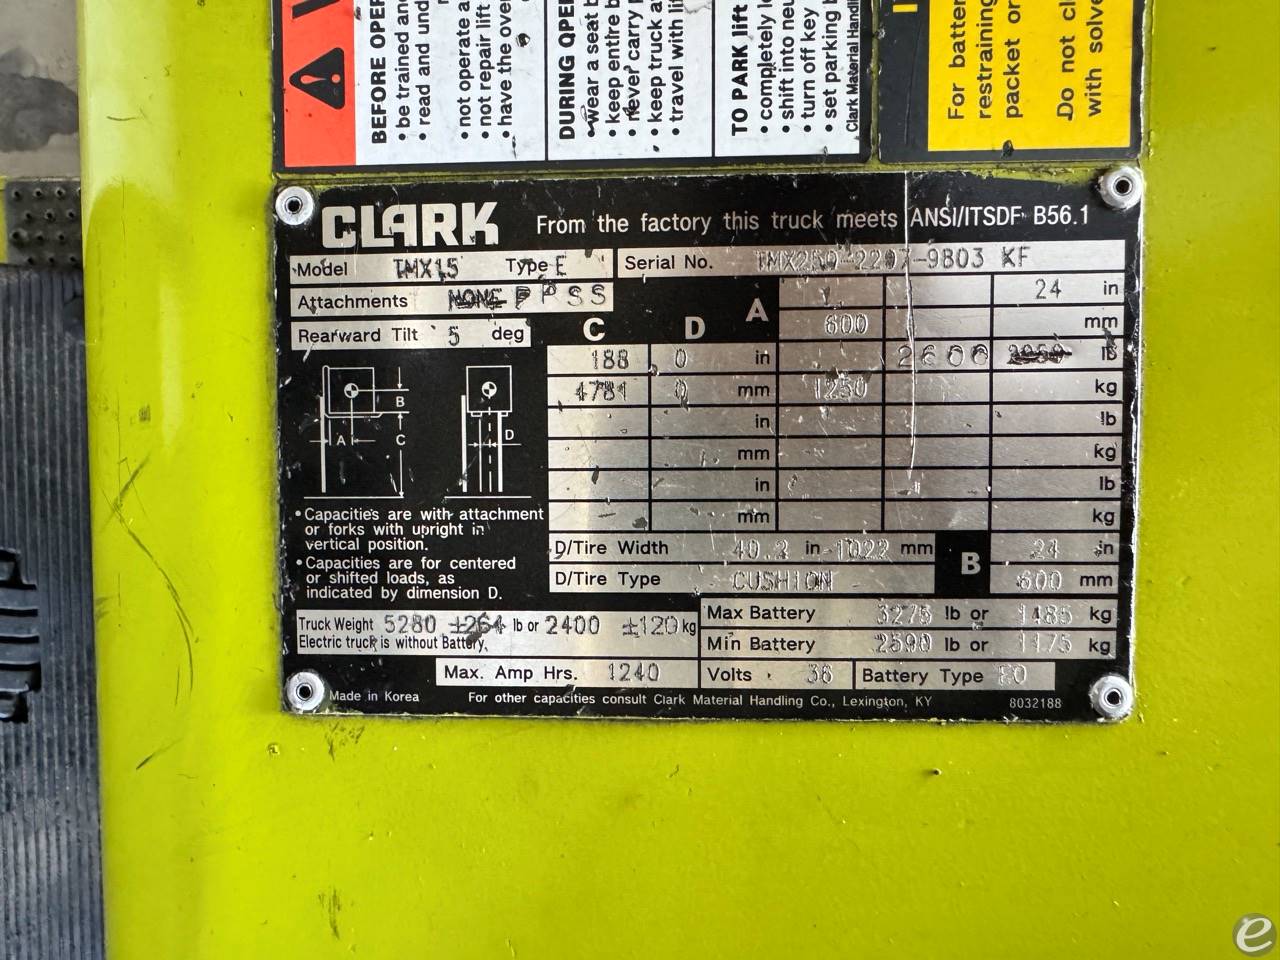 BEFORE OPER
• be trained and
• read and und
• not operate a
• not repair lift
• have the over
DURING OPER
• wear a seat b
• keep entire b
• never carry p
• keep truck a
• travel with li
TO PARK lift
• completely l
• shift into neu
• turn off key
• set parking b
Clark Material Handli
For batter
restraining
packet or
Do not cl
with solve
CLARK From the factory this truck meets ANSI/ITSDF B56.1
Model TMX15 Type E Serial No. TMX250-2207-9803 KF
Attachments NONE F P S S
Rearward Tilt 5 deg
C D A
24 in
600 mm
188 0 in 2600 2050 lb
4781 0 mm 1250 kg
in lb
mm kg
in lb
mm kg
B
A C
D
• Capacities are with attachment
or forks with upright in
vertical position.
• Capacities are for centered
or shifted loads, as
indicated by dimension D.
D/Tire Width 40.2 in 1022 mm B 24 in
D/Tire Type CUSHION 600 mm
Truck Weight 5280 ±264 lb or 2400 ±120 kg
Electric truck is without Battery.
Max Battery 3275 lb or 1485 kg
Min Battery 2590 lb or 1175 kg
Max. Amp Hrs. 1240 Volts 36 Battery Type EO
Made in Korea For other capacities consult Clark Material Handling Co., Lexington, KY 8032188
e